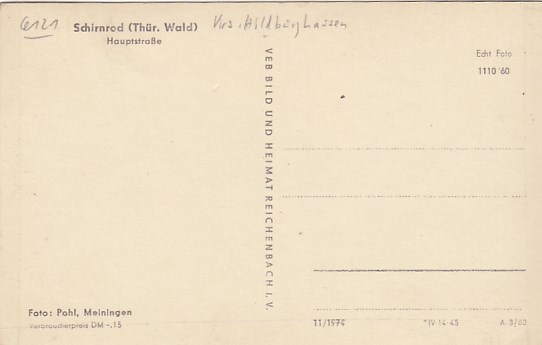 6121
Schirnrod (Thür. Wald)
Hauptstraße
Echt Foto
1110/60
VEB BILD UND HEIMAT REICHENBACH I. V.
Foto: Pohl, Meiningen
Verbraucherpreis DM -.15
11/1974
IV-14-45
A 3/60